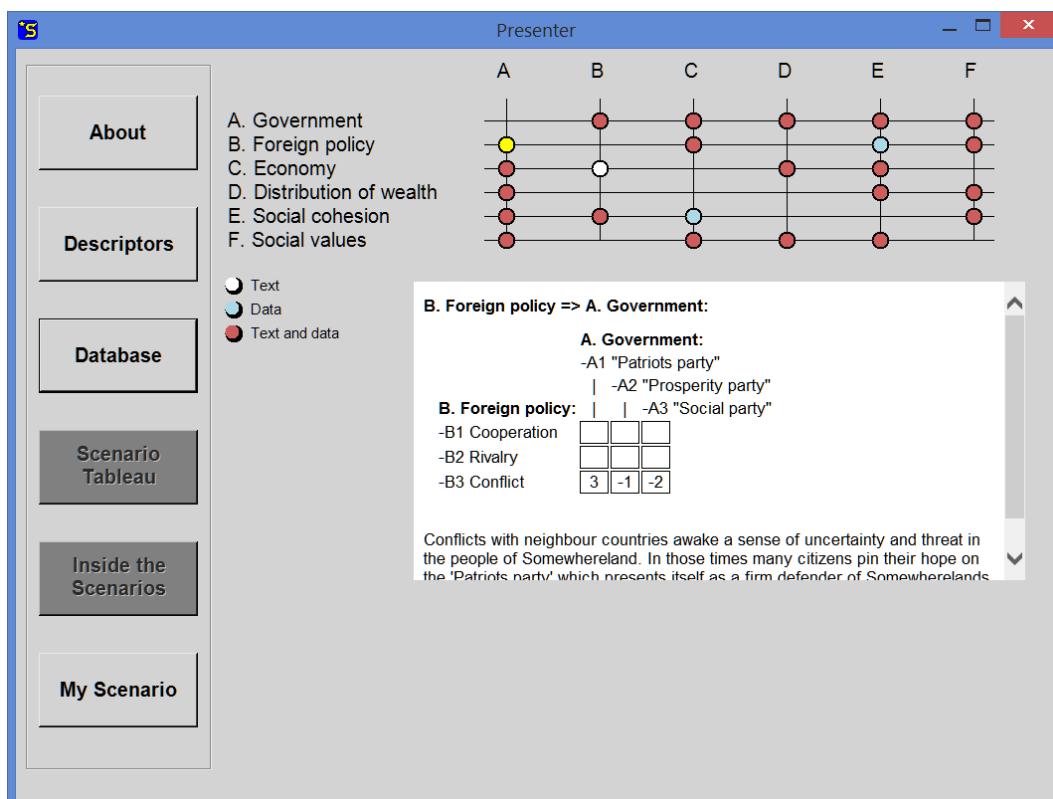 Presenter
A B C D E F
About
Descriptors
Database
Scenario
Tableau
Inside the
Scenarios
My Scenario
A. Government
B. Foreign policy
C. Economy
D. Distribution of wealth
E. Social cohesion
F. Social values
Text
Data
Text and data
B. Foreign policy => A. Government:
A. Government:
-A1 "Patriots party"
| -A2 "Prosperity party"
B. Foreign policy: | | -A3 "Social party"
-B1 Cooperation
-B2 Rivalry
-B3 Conflict 3 -1 -2
Conflicts with neighbour countries awake a sense of uncertainty and threat in
the people of Somewhereland. In those times many citizens pin their hope on
the 'Patriots party' which presents itself as a firm defender of Somewherelands